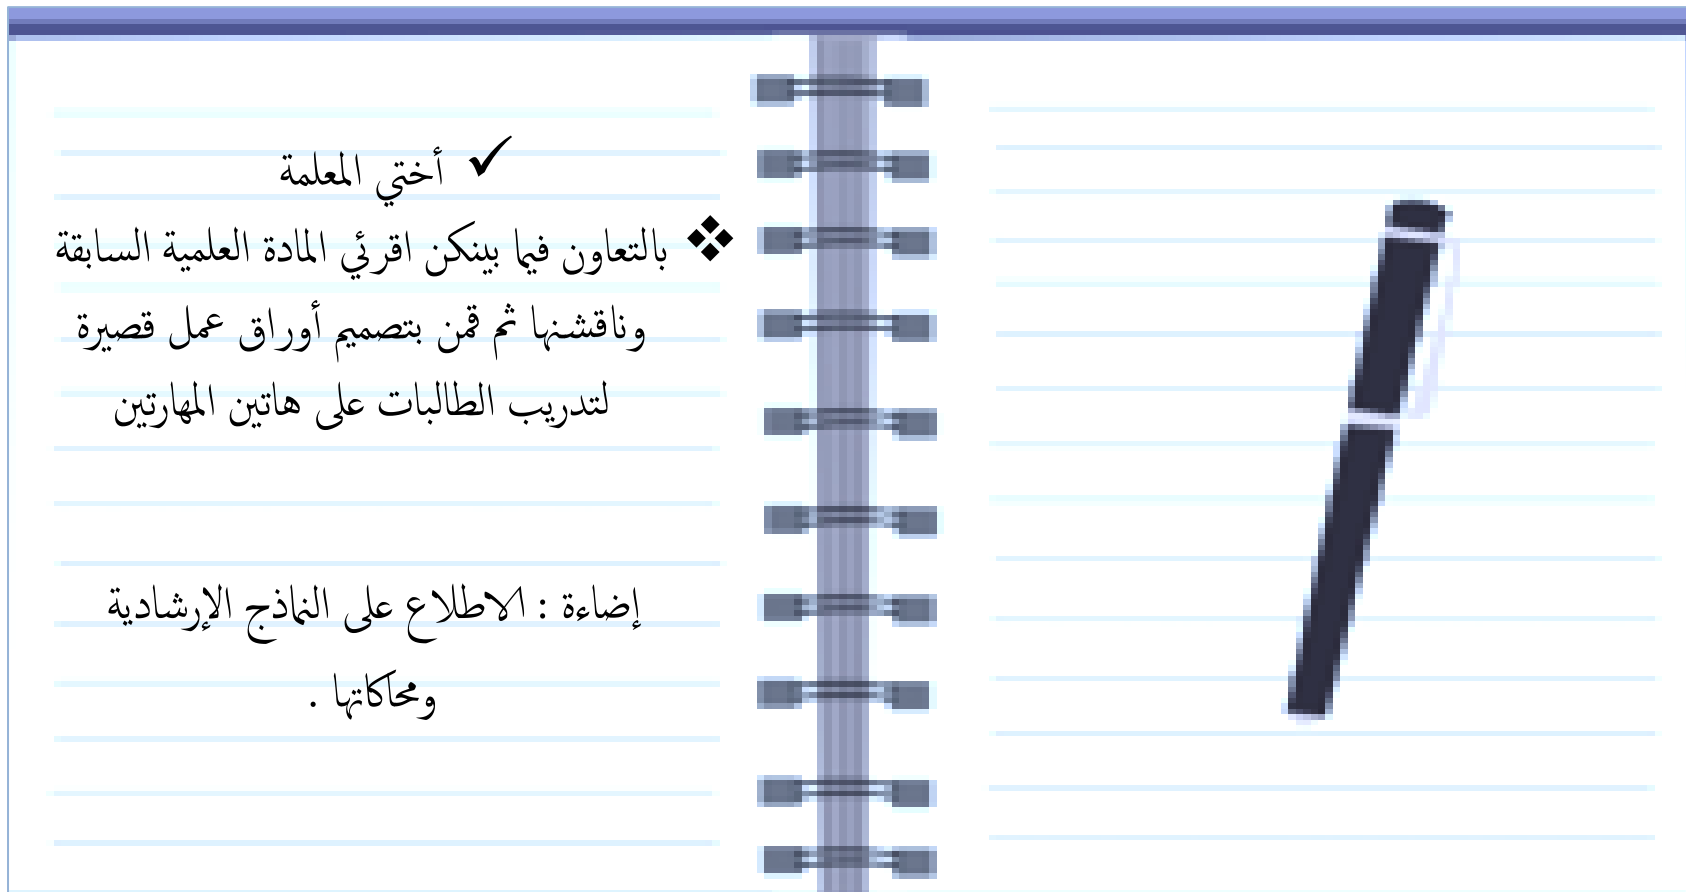 ✓ أختي المعلمة
❖ بالتعاون فيما بينكن اقرئي المادة العلمية السابقة
وناقشنها ثم قمن بتصميم أوراق عمل قصيرة
لتدريب الطالبات على هاتين المهارتين
إضاءة : الاطلاع على النماذج الإرشادية
ومحاكاتها .